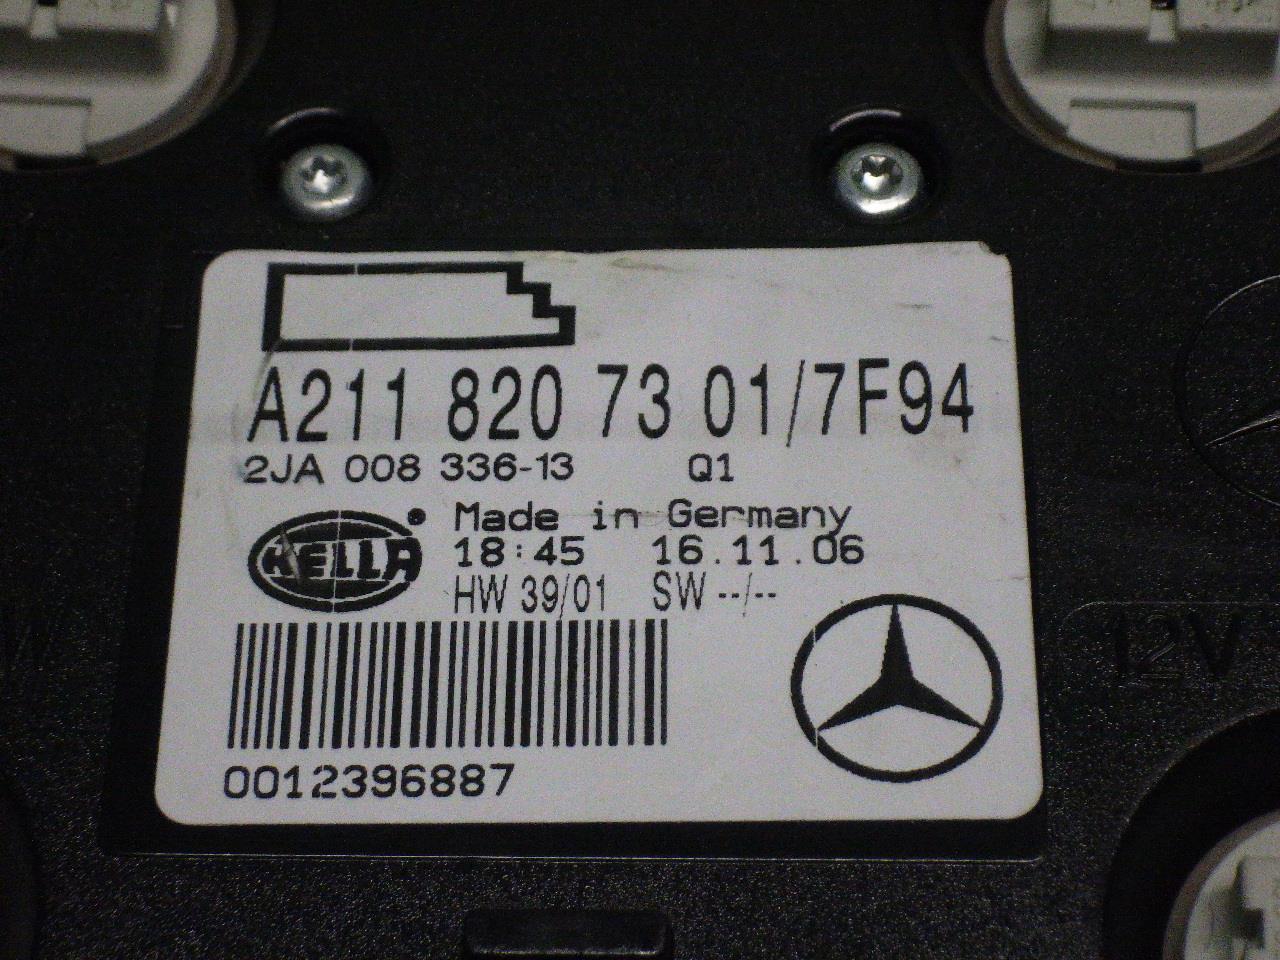 A211 820 73 01/7F94
2JA 008 336-13 Q1
HELLA
Made in Germany
18:45 16.11.06
HW 39/01 SW --/--
0012396887
12V